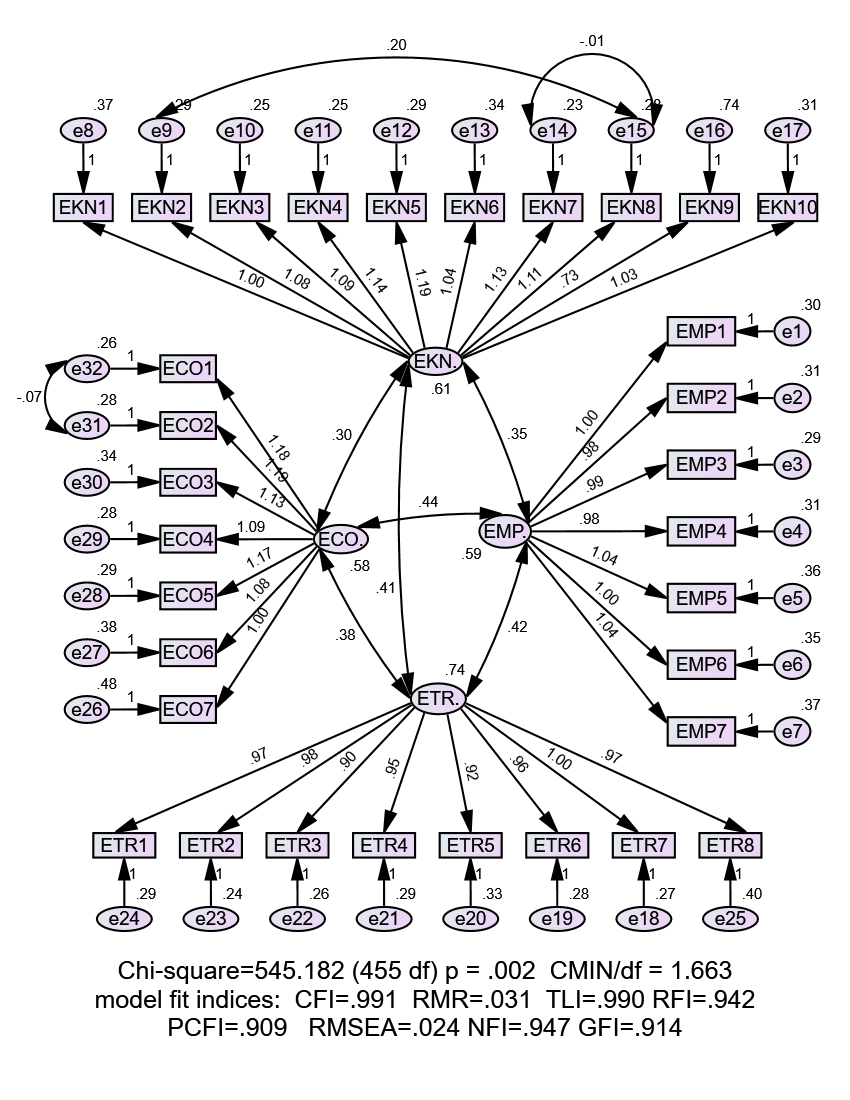 .20
-.01
.37
.29
.25
.25
.29
.34
.23
.28
.74
.31
e8
e9
e10
e11
e12
e13
e14
e15
e16
e17
1
1
1
1
1
1
1
1
1
1
EKN1
EKN2
EKN3
EKN4
EKN5
EKN6
EKN7
EKN8
EKN9
EKN10
1.00
1.08
1.09
1.14
1.19
1.04
1.13
1.11
.73
1.03
EKN.
.61
.26
e32
1
ECO1
-.07
.28
e31
1
ECO2
.34
e30
1
ECO3
.28
e29
1
ECO4
.29
e28
1
ECO5
.38
e27
1
ECO6
.48
e26
1
ECO7
1.18
1.19
1.13
1.09
1.17
1.08
1.00
ECO.
.58
.30
.35
.44
.41
.38
.42
EMP.
.59
1.00
.98
.99
.98
1.04
1.00
1.04
EMP1
1
e1
.30
EMP2
1
e2
.31
EMP3
1
e3
.29
EMP4
1
e4
.31
EMP5
1
e5
.36
EMP6
1
e6
.35
EMP7
1
e7
.37
.74
ETR.
.97
.98
.90
.95
.92
.96
1.00
.97
ETR1
ETR2
ETR3
ETR4
ETR5
ETR6
ETR7
ETR8
1
1
1
1
1
1
1
1
.29
.24
.26
.29
.33
.28
.27
.40
e24
e23
e22
e21
e20
e19
e18
e25
Chi-square=545.182 (455 df) p = .002 CMIN/df = 1.663
model fit indices: CFI=.991 RMR=.031 TLI=.990 RFI=.942
PCFI=.909 RMSEA=.024 NFI=.947 GFI=.914